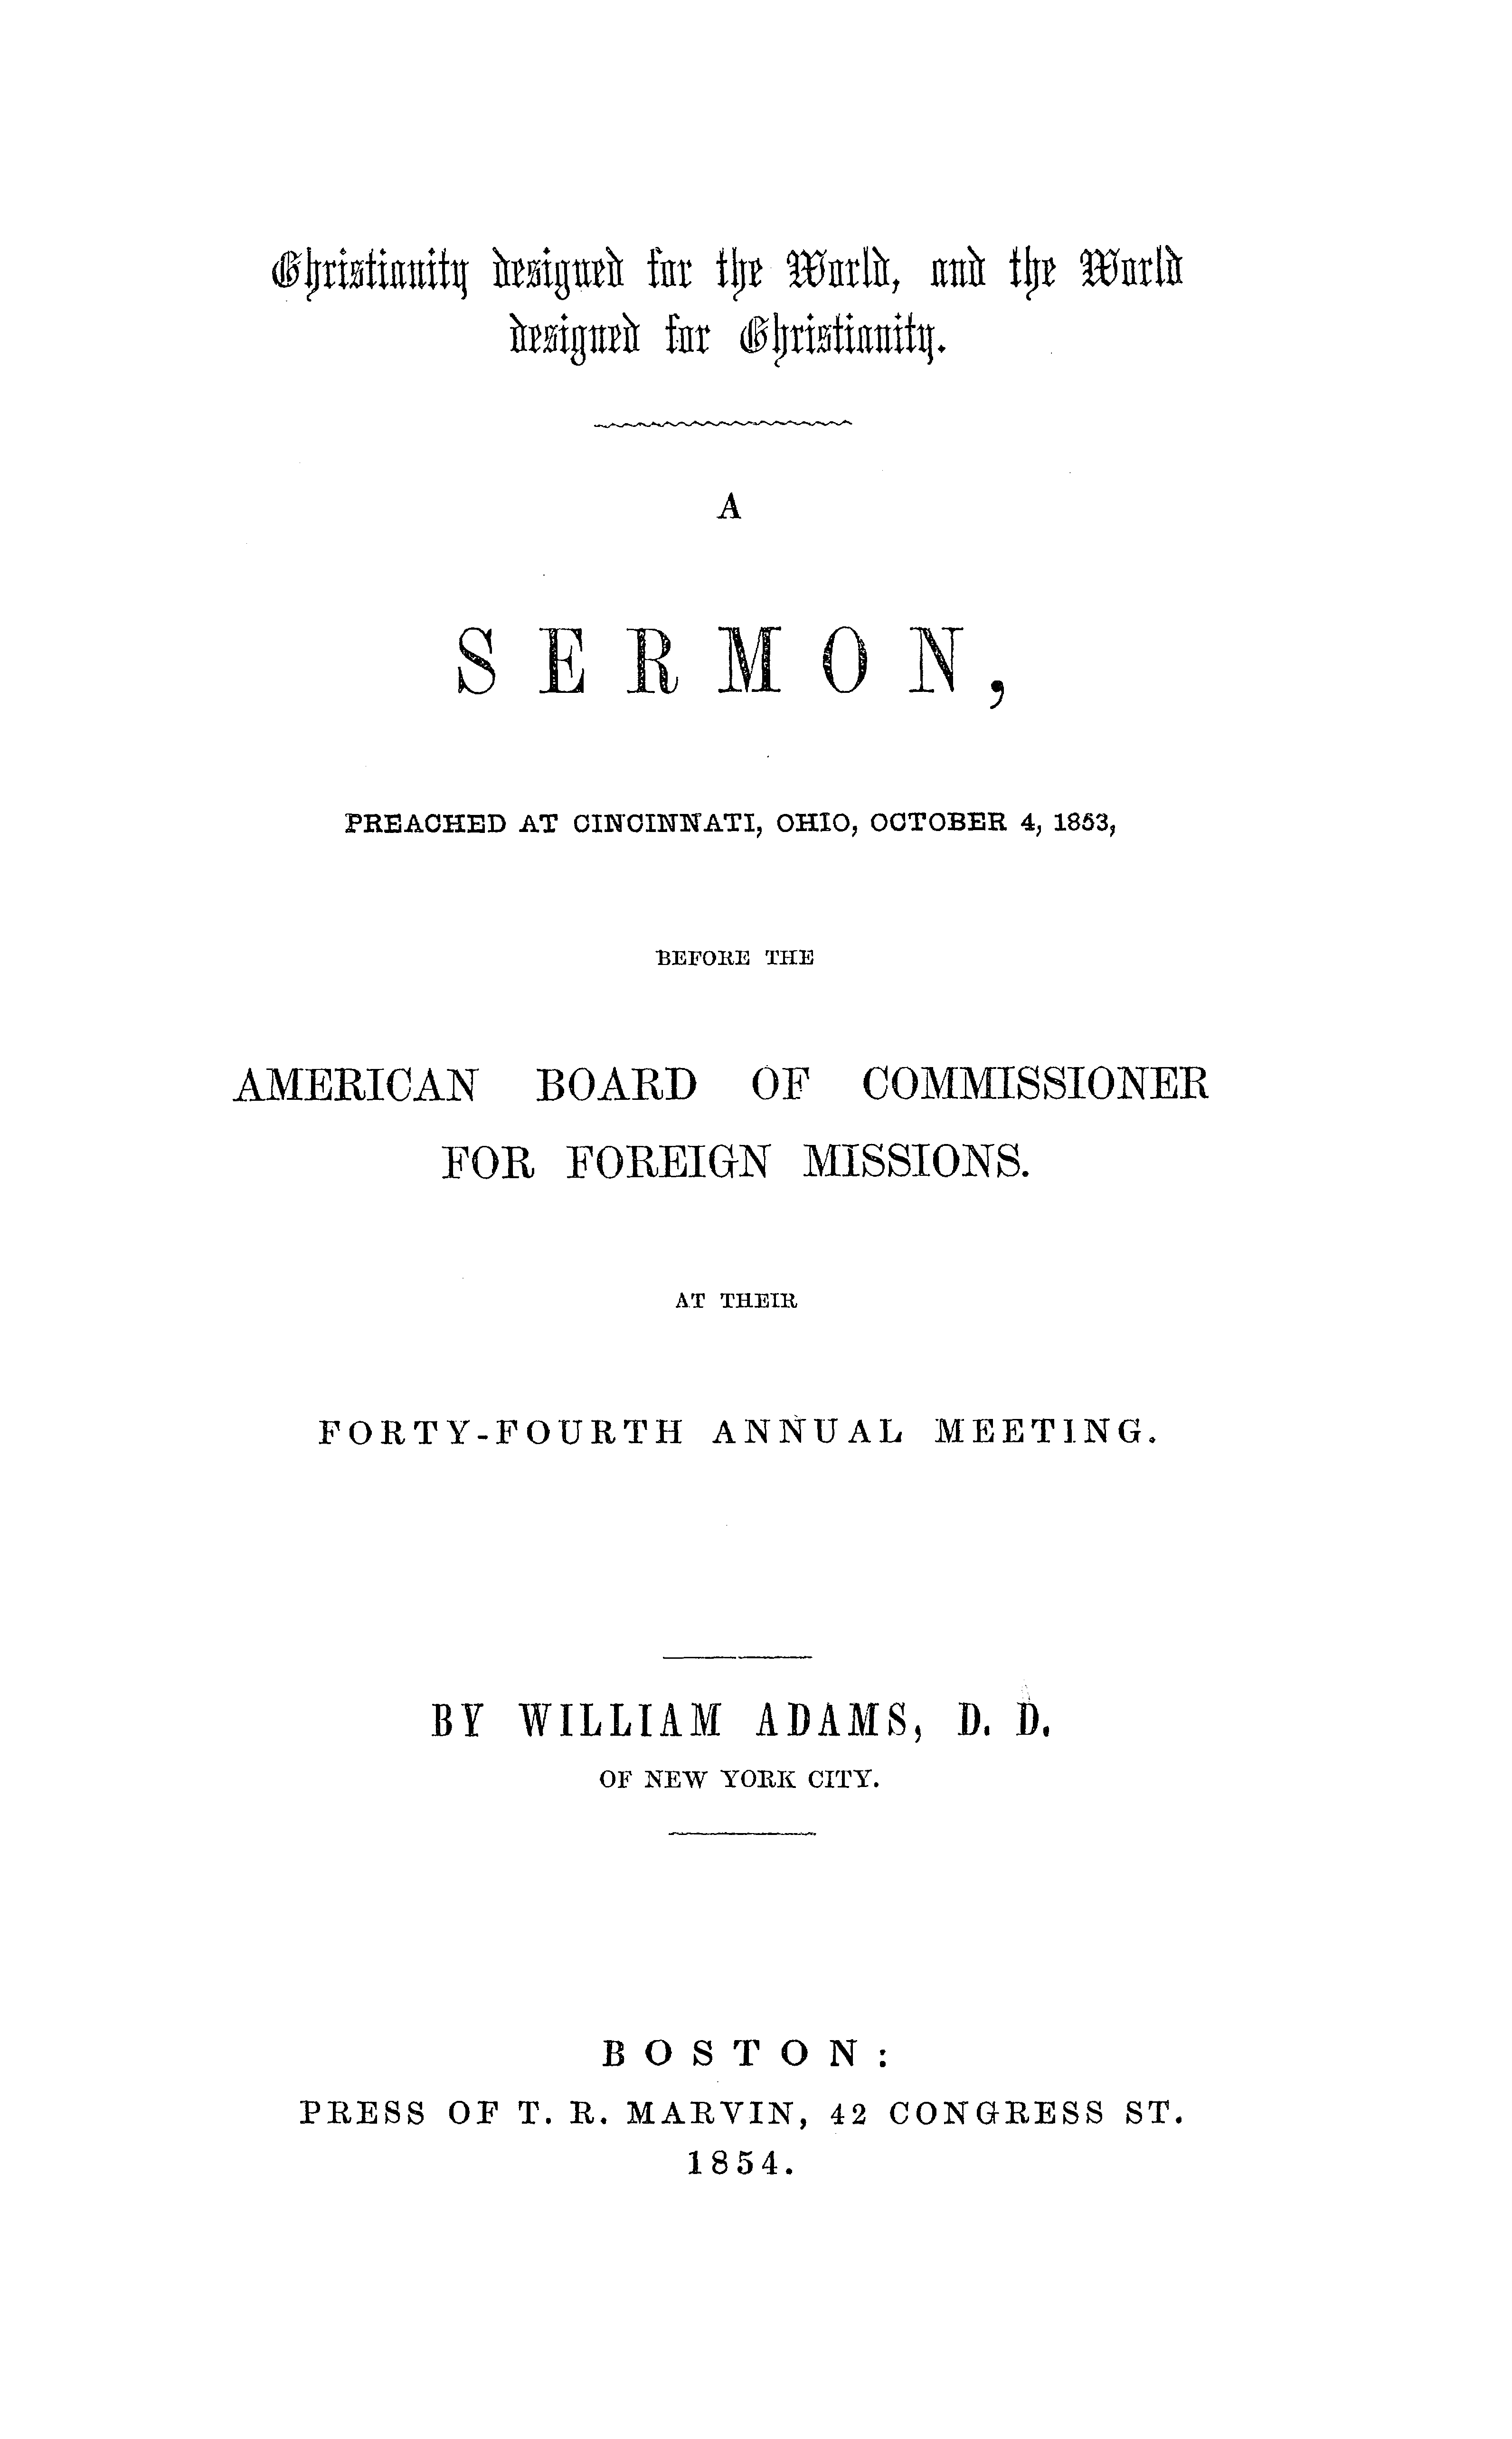 Christianity designed for the World, and the World
designed for Christianity.
A
SERMON,
PREACHED AT CINCINNATI, OHIO, OCTOBER 4, 1853,
BEFORE THE
AMERICAN BOARD OF COMMISSIONER
FOR FOREIGN MISSIONS.
AT THEIR
FORTY-FOURTH ANNUAL MEETING.
BY WILLIAM ADAMS, D. D.
OF NEW YORK CITY.
BOSTON:
PRESS OF T. R. MARVIN, 42 CONGRESS ST.
1854.